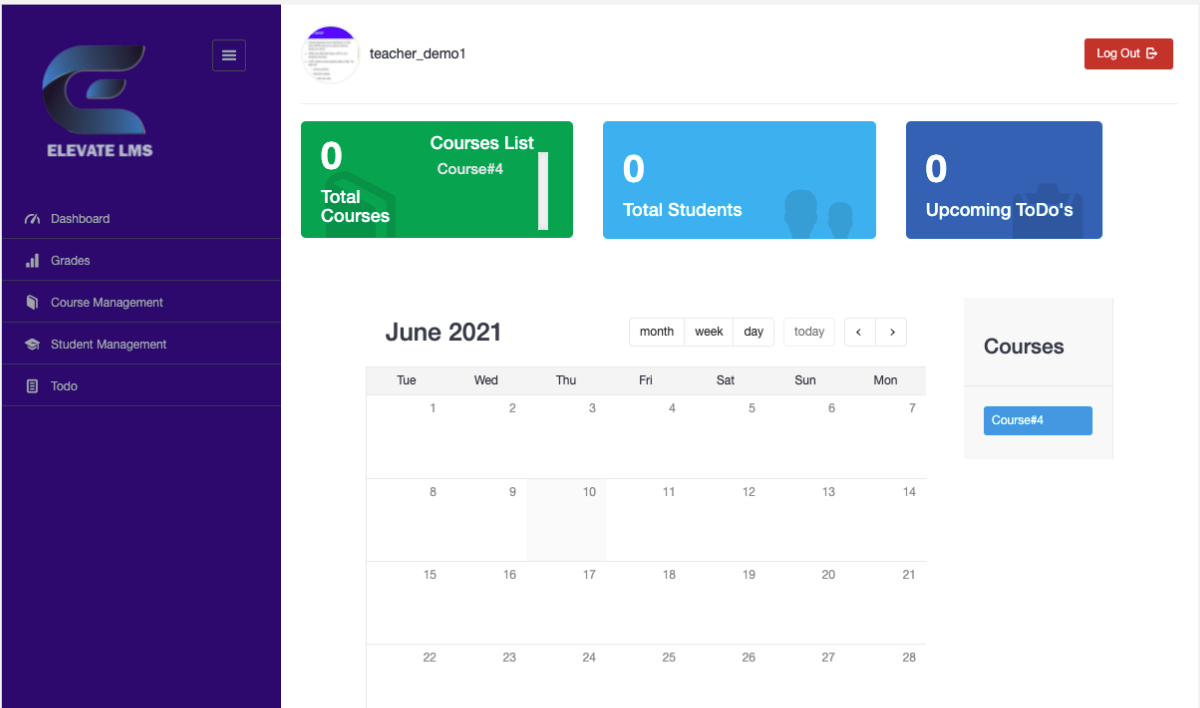 ELEVATE LMS
Dashboard
Grades
Course Management
Student Management
Todo
teacher_demo1
Log Out
0
Total
Courses
Courses List
Course#4
0
Total Students
0
Upcoming ToDo's
June 2021
month week day today
Tue Wed Thu Fri Sat Sun Mon
1 2 3 4 5 6 7
8 9 10 11 12 13 14
15 16 17 18 19 20 21
22 23 24 25 26 27 28
Courses
Course#4